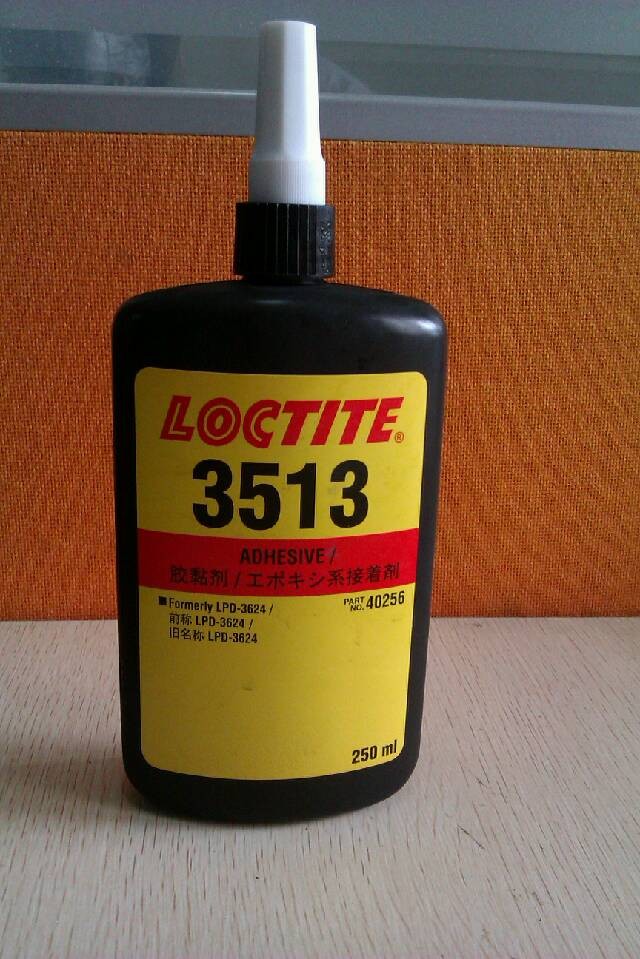 LOCTITE®
3513
ADHESIVE /
胶黏剂 / エポキシ系接着剤
■ Formerly LPD-3624 /
前称 LPD-3624 /
旧名称 LPD-3624
PART NO. 40256
250 ml